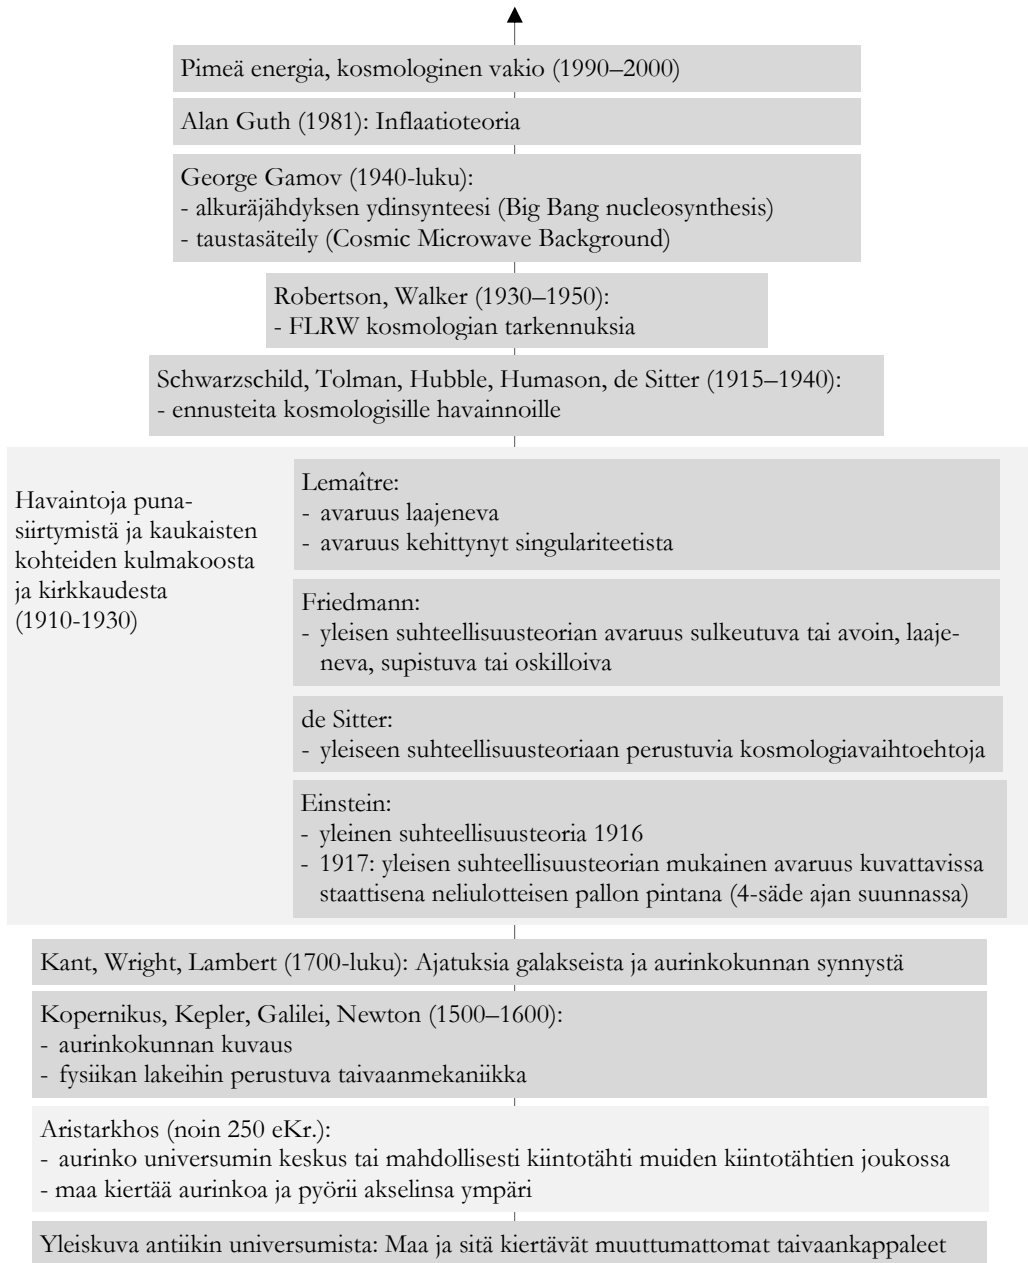 Pimeä energia, kosmologinen vakio (1990–2000)
Alan Guth (1981): Inflaatioteoria
George Gamov (1940-luku):
- alkuräjähdyksen ydinsynteesi (Big Bang nucleosynthesis)
- taustasäteily (Cosmic Microwave Background)
Robertson, Walker (1930–1950):
- FLRW kosmologian tarkennuksia
Schwarzschild, Tolman, Hubble, Humason, de Sitter (1915–1940):
- ennusteita kosmologisille havainnoille
Havaintoja puna-
siirtymistä ja kaukaisten
kohteiden kulmakoosta
ja kirkkaudesta
(1910-1930)
Lemaître:
- avaruus laajeneva
- avaruus kehittynyt singulariteetista
Friedmann:
- yleisen suhteellisuusteorian avaruus sulkeutuva tai avoin, laaje-
neva, supistuva tai oskilloiva
de Sitter:
- yleiseen suhteellisuusteoriaan perustuvia kosmologiavaihtoehtoja
Einstein:
- yleinen suhteellisuusteoria 1916
- 1917: yleisen suhteellisuusteorian mukainen avaruus kuvattavissa
staattisena neliulotteisen pallon pintana (4-säde ajan suunnassa)
Kant, Wright, Lambert (1700-luku): Ajatuksia galakseista ja aurinkokunnan synnystä
Kopernikus, Kepler, Galilei, Newton (1500–1600):
- aurinkokunnan kuvaus
- fysiikan lakeihin perustuva taivaanmekaniikka
Aristarkhos (noin 250 eKr.):
- aurinko universumin keskus tai mahdollisesti kiintotähti muiden kiintotähtien joukossa
- maa kiertää aurinkoa ja pyörii akselinsa ympäri
Yleiskuva antiikin universumista: Maa ja sitä kiertävät muuttumattomat taivaankappaleet